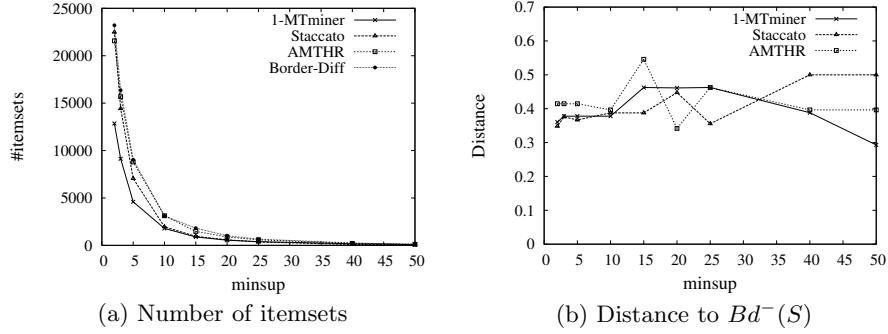 25000
20000
15000
10000
5000
0
#itemsets
0 5 10 15 20 25 30 35 40 45 50
minsup
1-MTminer
Staccato
AMTHR
Border-Diff
(a) Number of itemsets
0.7
0.6
0.5
0.4
0.3
0.2
0.1
0
Distance
0 5 10 15 20 25 30 35 40 45 50
minsup
1-MTminer
Staccato
AMTHR
(b) Distance to Bd⁻(S)